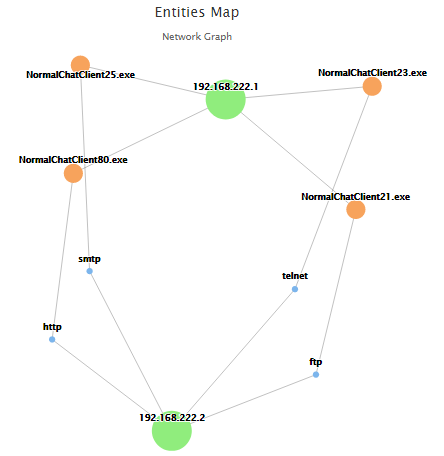 Entities Map
Network Graph
NormalChatClient25.exe
NormalChatClient23.exe
192.168.222.1
NormalChatClient80.exe
NormalChatClient21.exe
smtp
telnet
http
ftp
192.168.222.2